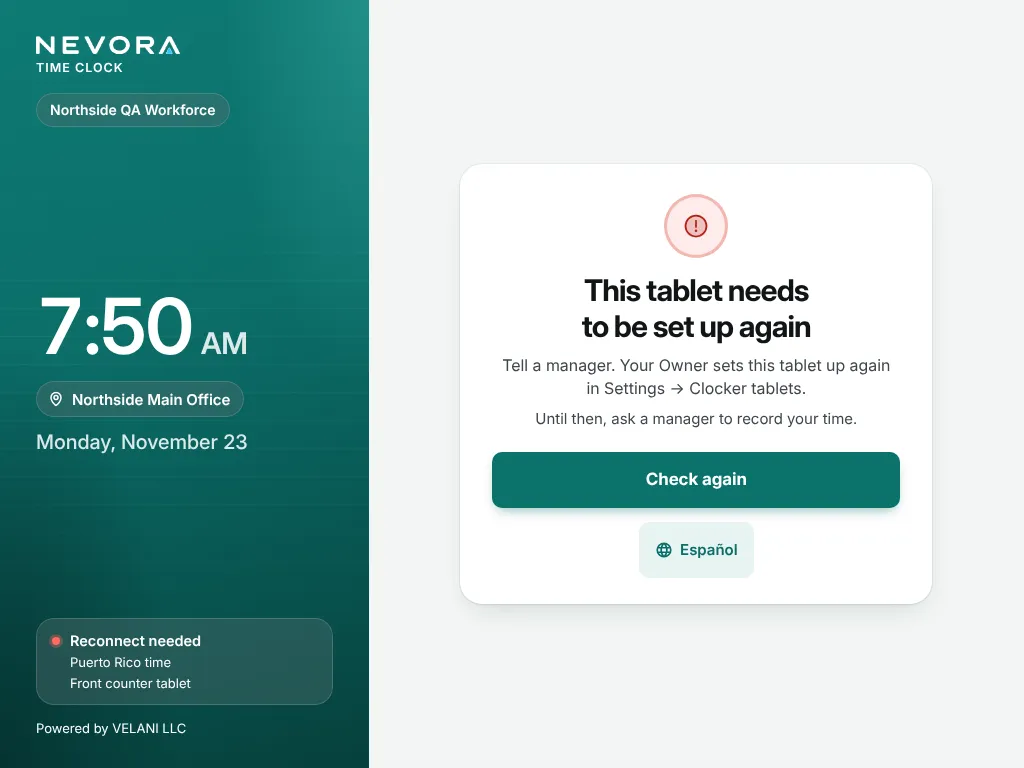 NEVORA
TIME CLOCK
Northside QA Workforce
7:50 AM
Northside Main Office
Monday, November 23
Reconnect needed
Puerto Rico time
Front counter tablet
Powered by VELANI LLC
This tablet needs
to be set up again
Tell a manager. Your Owner sets this tablet up again
in Settings → Clocker tablets.
Until then, ask a manager to record your time.
Check again
Español